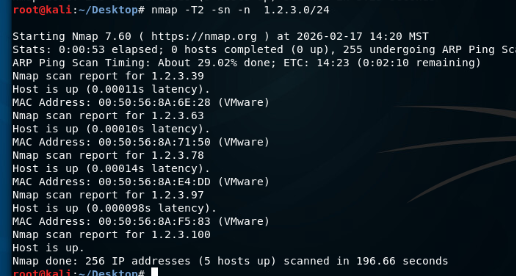 root@kali:~/Desktop# nmap -T2 -sn -n 1.2.3.0/24
Starting Nmap 7.60 ( https://nmap.org ) at 2026-02-17 14:20 MST
Stats: 0:00:53 elapsed; 0 hosts completed (0 up), 255 undergoing ARP Ping Sc
ARP Ping Scan Timing: About 29.02% done; ETC: 14:23 (0:02:10 remaining)
Nmap scan report for 1.2.3.39
Host is up (0.00011s latency).
MAC Address: 00:50:56:8A:6E:28 (VMware)
Nmap scan report for 1.2.3.63
Host is up (0.00010s latency).
MAC Address: 00:50:56:8A:71:50 (VMware)
Nmap scan report for 1.2.3.78
Host is up (0.00014s latency).
MAC Address: 00:50:56:8A:E4:DD (VMware)
Nmap scan report for 1.2.3.97
Host is up (0.000098s latency).
MAC Address: 00:50:56:8A:F5:83 (VMware)
Nmap scan report for 1.2.3.100
Host is up.
Nmap done: 256 IP addresses (5 hosts up) scanned in 196.66 seconds
root@kali:~/Desktop#